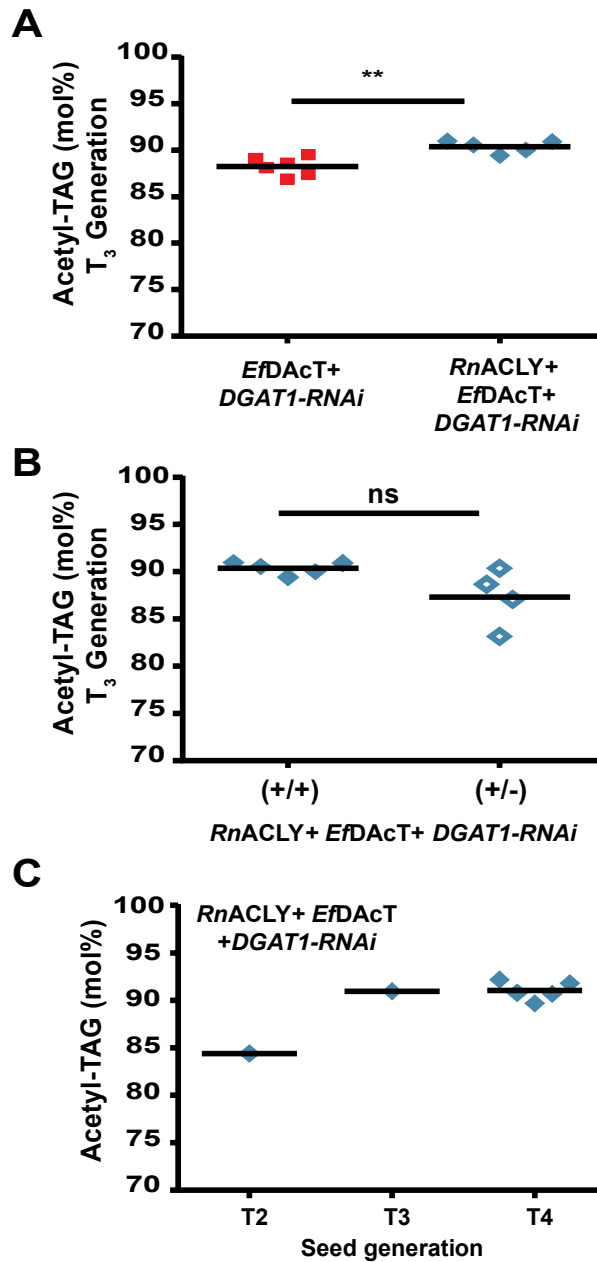 A
Acetyl-TAG (mol%)
T3 Generation
100
95
90
85
80
75
70
**
EfDAcT+
DGAT1-RNAi
RnACLY+
EfDAcT+
DGAT1-RNAi
B
Acetyl-TAG (mol%)
T3 Generation
100
95
90
85
80
75
70
ns
(+/+)
(+/-)
RnACLY+ EfDAcT+ DGAT1-RNAi
C
Acetyl-TAG (mol%)
100
95
90
85
80
75
70
RnACLY+ EfDAcT
+DGAT1-RNAi
T2
T3
T4
Seed generation